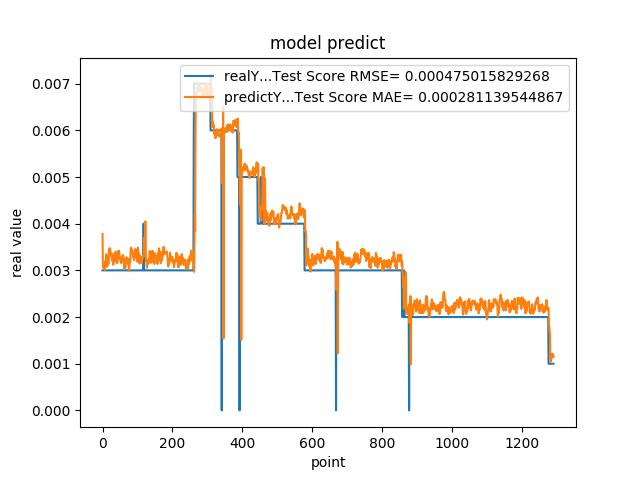 model predict
realY...Test Score RMSE= 0.000475015829268
predictY...Test Score MAE= 0.000281139544867
0.007
0.006
0.005
0.004
0.003
0.002
0.001
0.000
real value
0 200 400 600 800 1000 1200
point